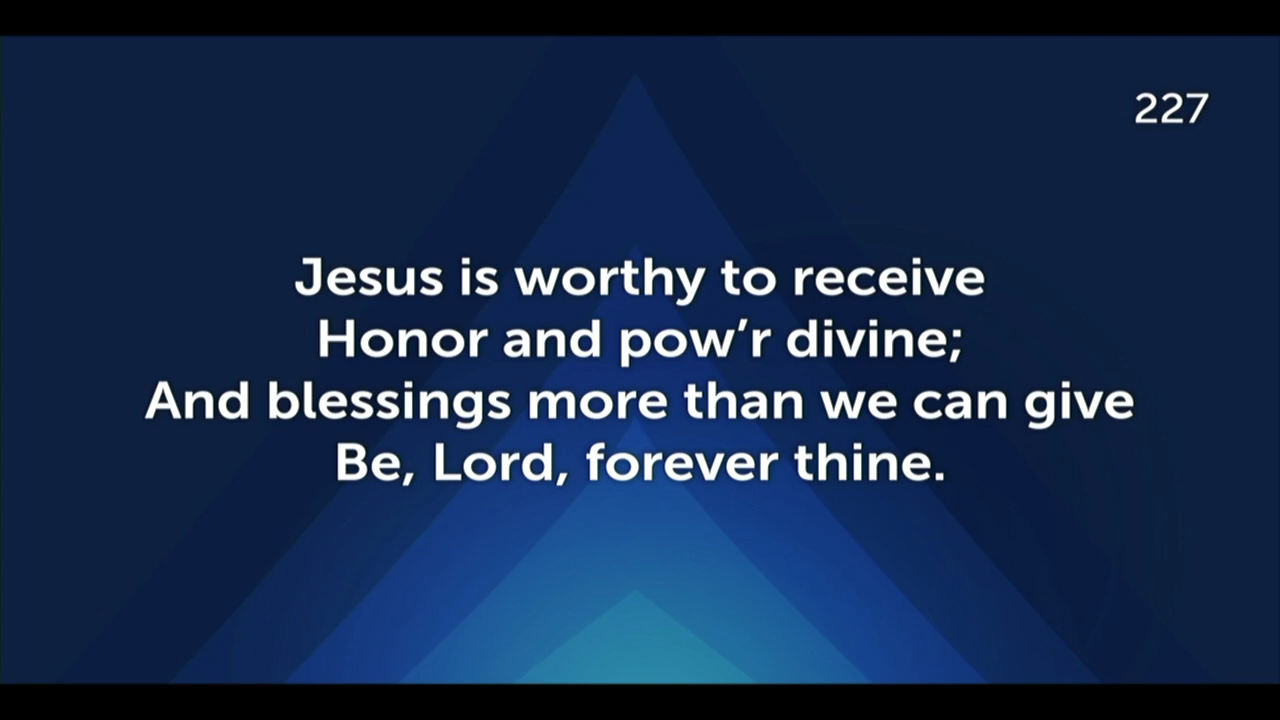 227
Jesus is worthy to receive
Honor and pow’r divine;
And blessings more than we can give
Be, Lord, forever thine.